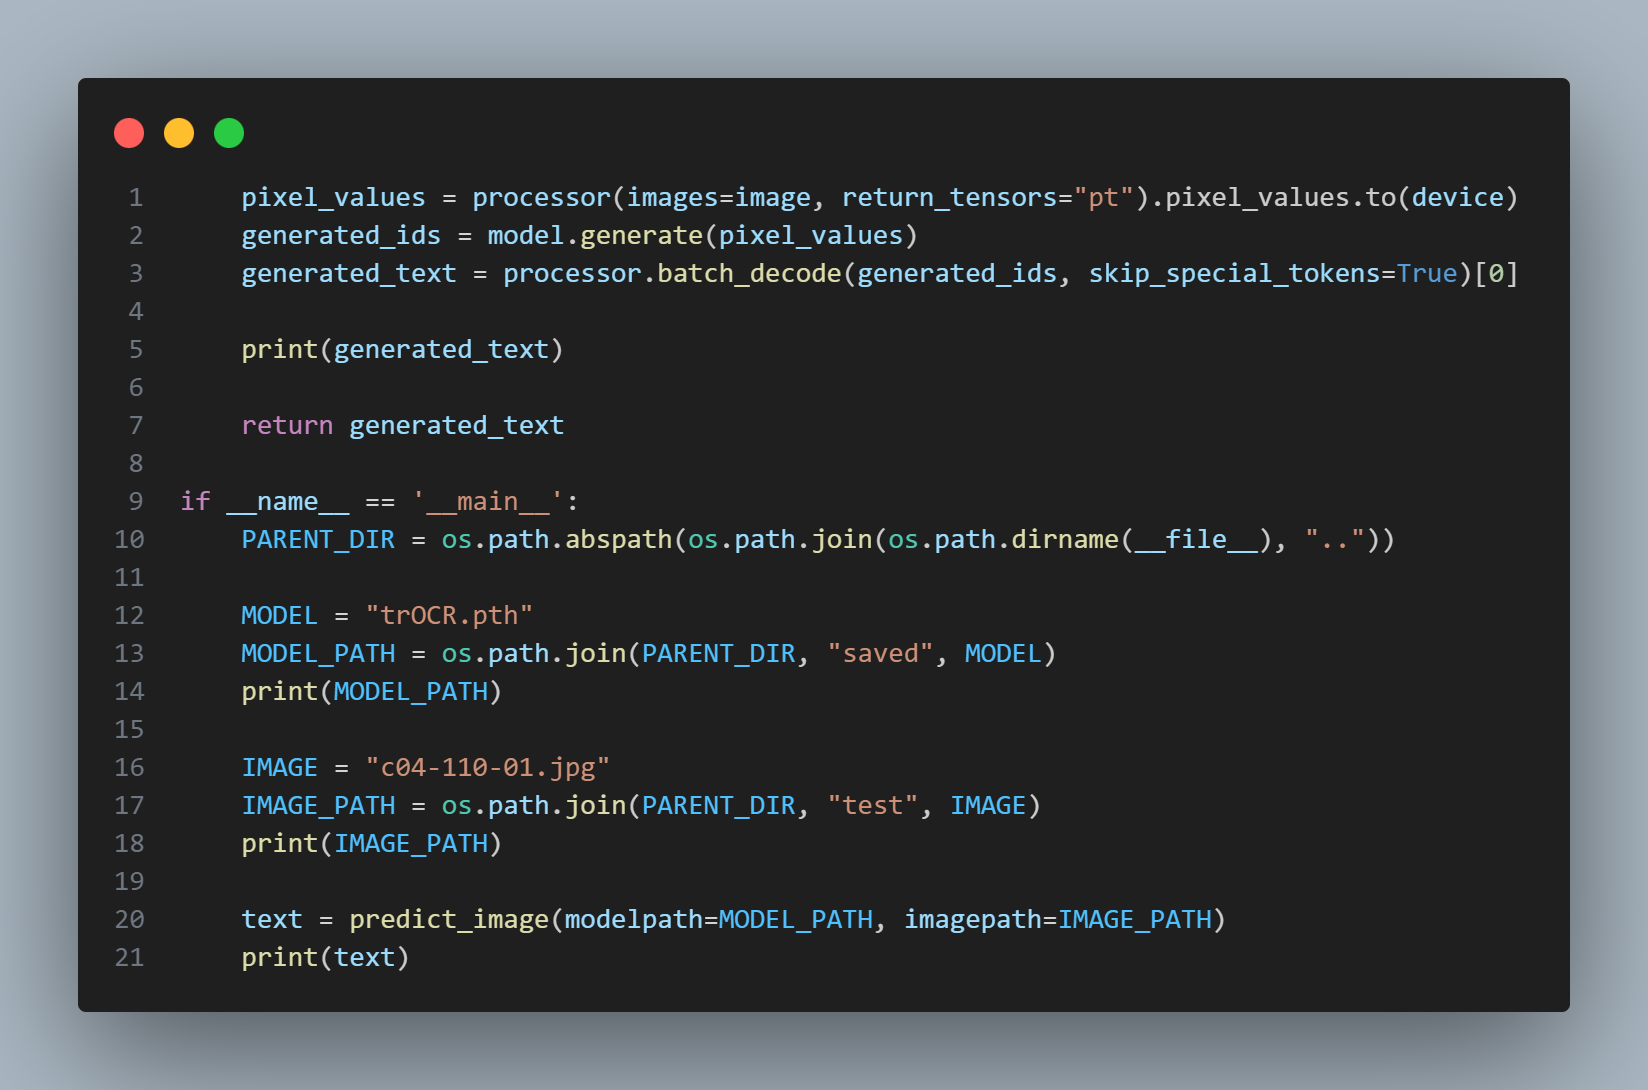 1     pixel_values = processor(images=image, return_tensors="pt").pixel_values.to(device)
2     generated_ids = model.generate(pixel_values)
3     generated_text = processor.batch_decode(generated_ids, skip_special_tokens=True)[0]
4
5     print(generated_text)
6
7     return generated_text
8
9 if __name__ == '__main__':
10     PARENT_DIR = os.path.abspath(os.path.join(os.path.dirname(__file__), ".."))
11
12     MODEL = "trOCR.pth"
13     MODEL_PATH = os.path.join(PARENT_DIR, "saved", MODEL)
14     print(MODEL_PATH)
15
16     IMAGE = "c04-110-01.jpg"
17     IMAGE_PATH = os.path.join(PARENT_DIR, "test", IMAGE)
18     print(IMAGE_PATH)
19
20     text = predict_image(modelpath=MODEL_PATH, imagepath=IMAGE_PATH)
21     print(text)